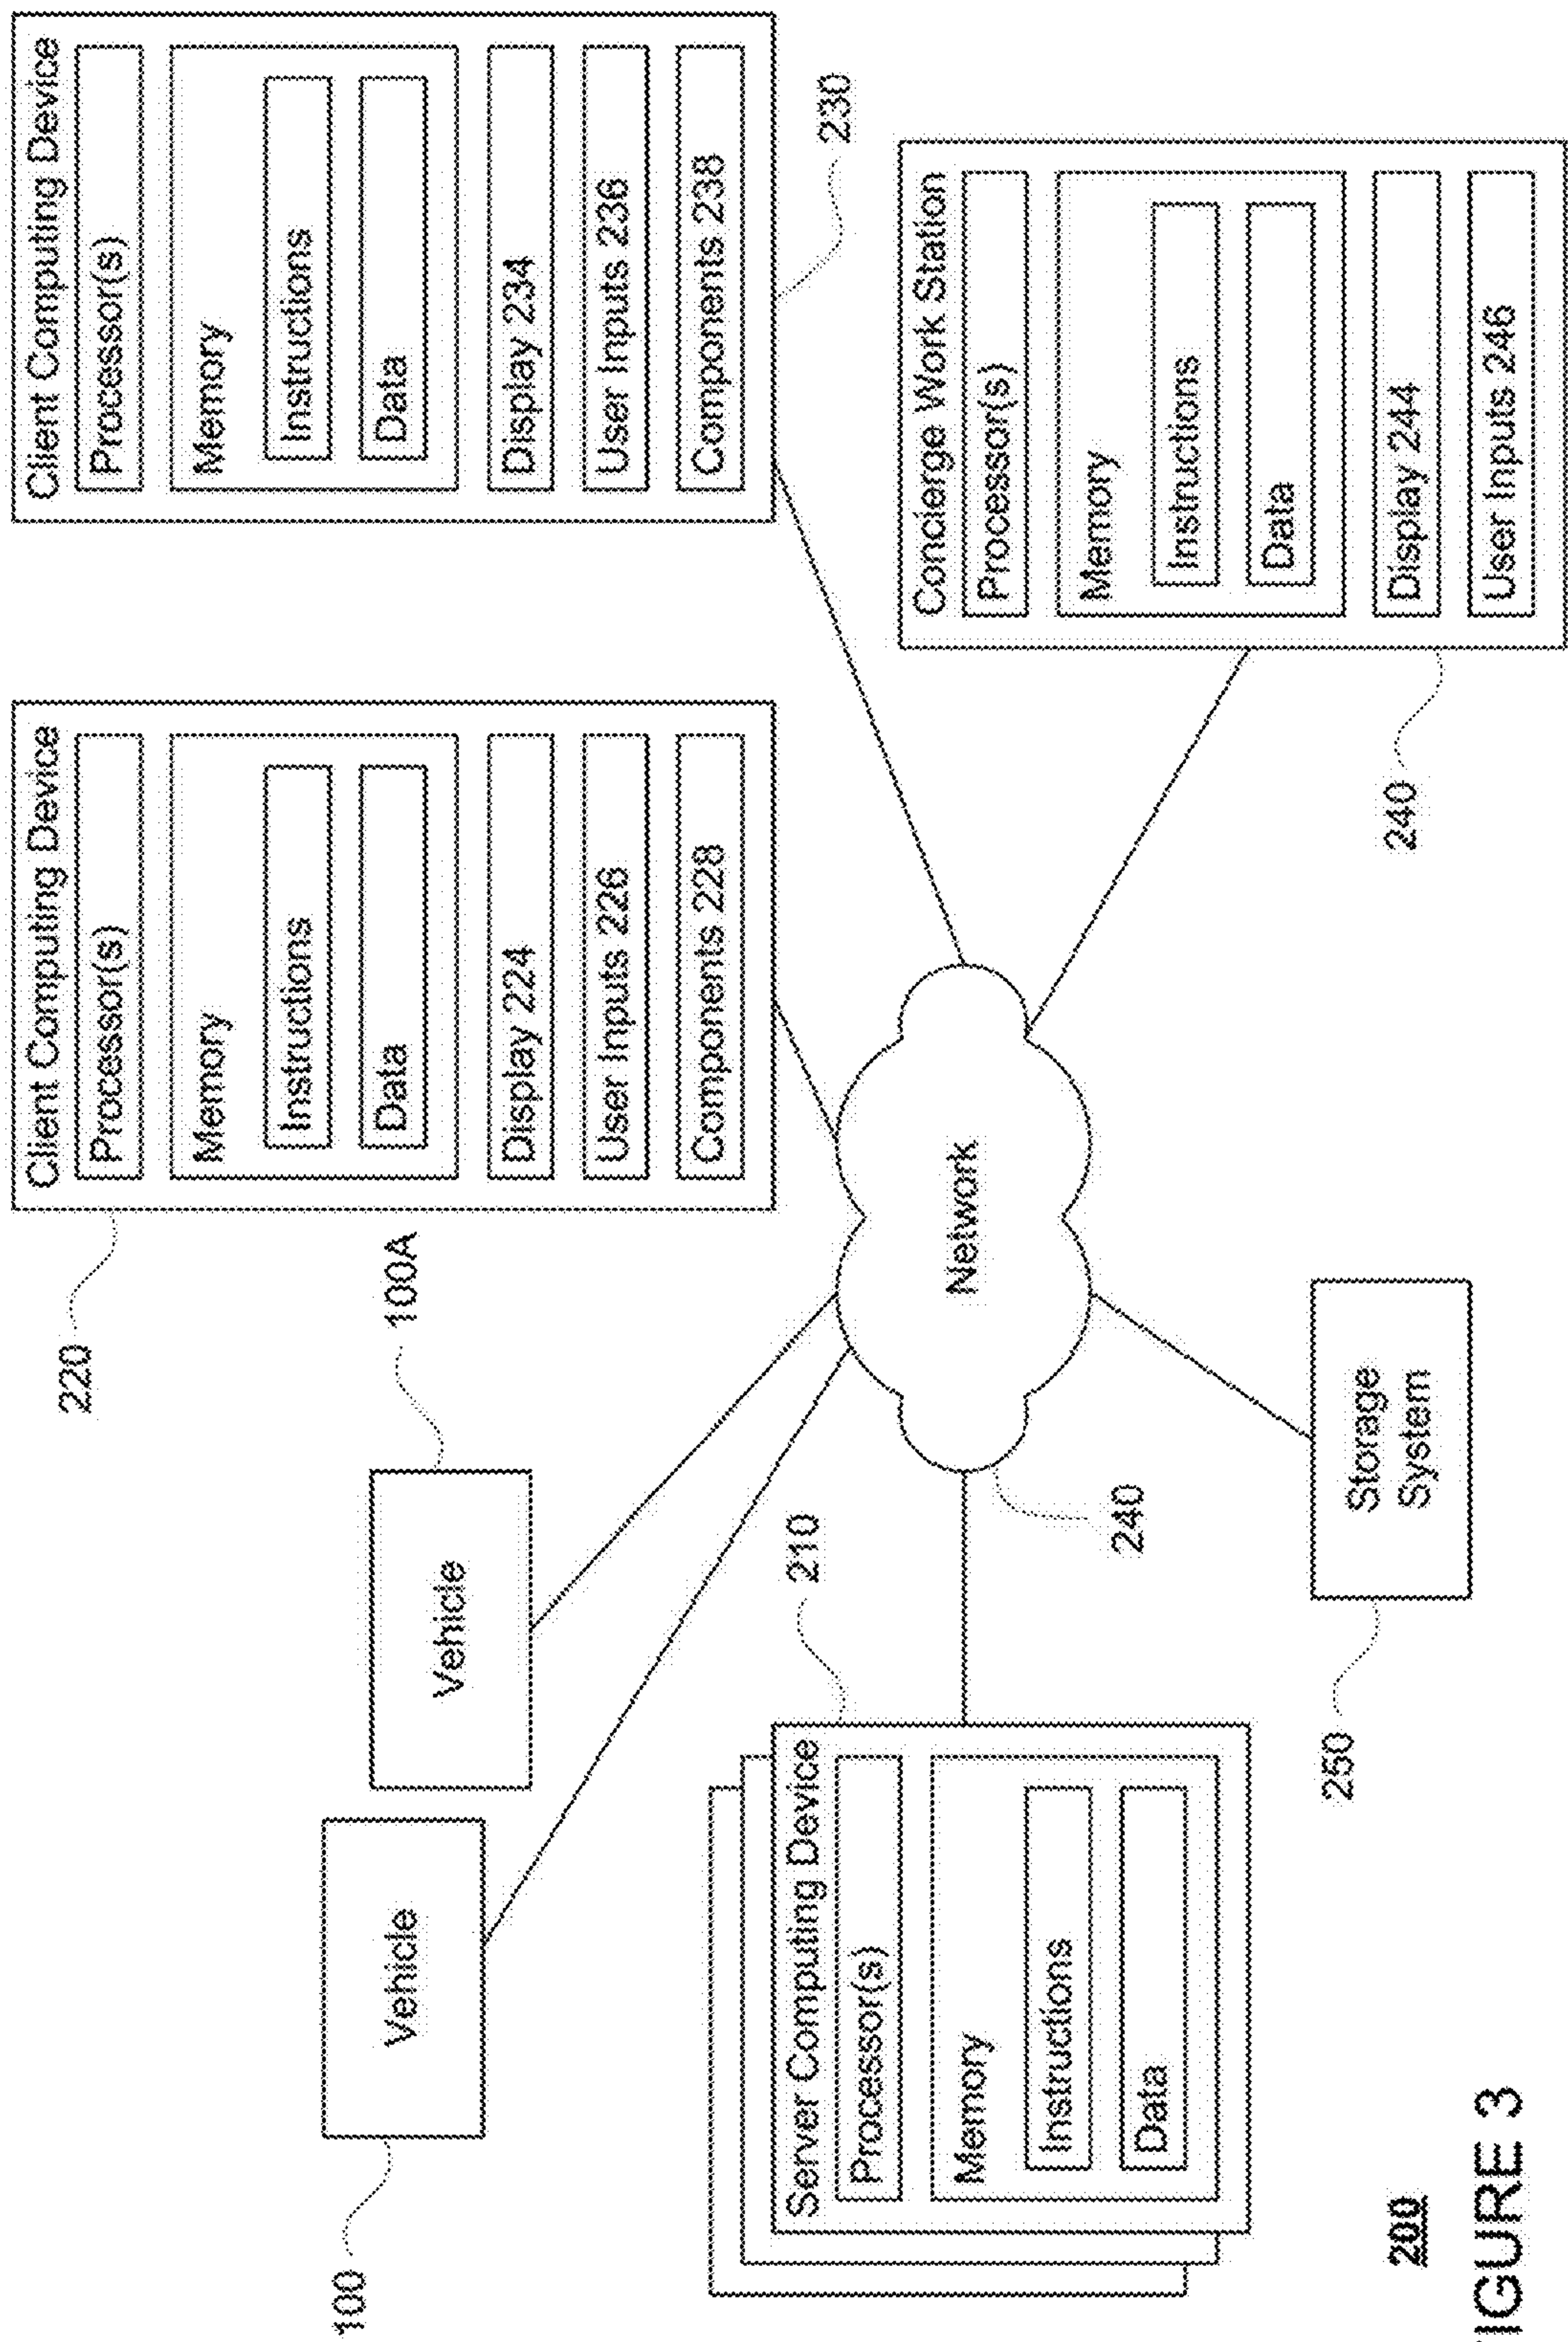 Client Computing Device
Processor(s)
Memory
Instructions
Data
Display 234
User Inputs 236
Components 238
230
Client Computing Device
Processor(s)
Memory
Instructions
Data
Display 224
User Inputs 226
Components 228
220
100A
Vehicle
Vehicle
100
Concierge Work Station
Processor(s)
Memory
Instructions
Data
Display 244
User Inputs 246
240
Network
240
210
Server Computing Device
Processor(s)
Memory
Instructions
Data
Storage
System
250
200
IGURE 3